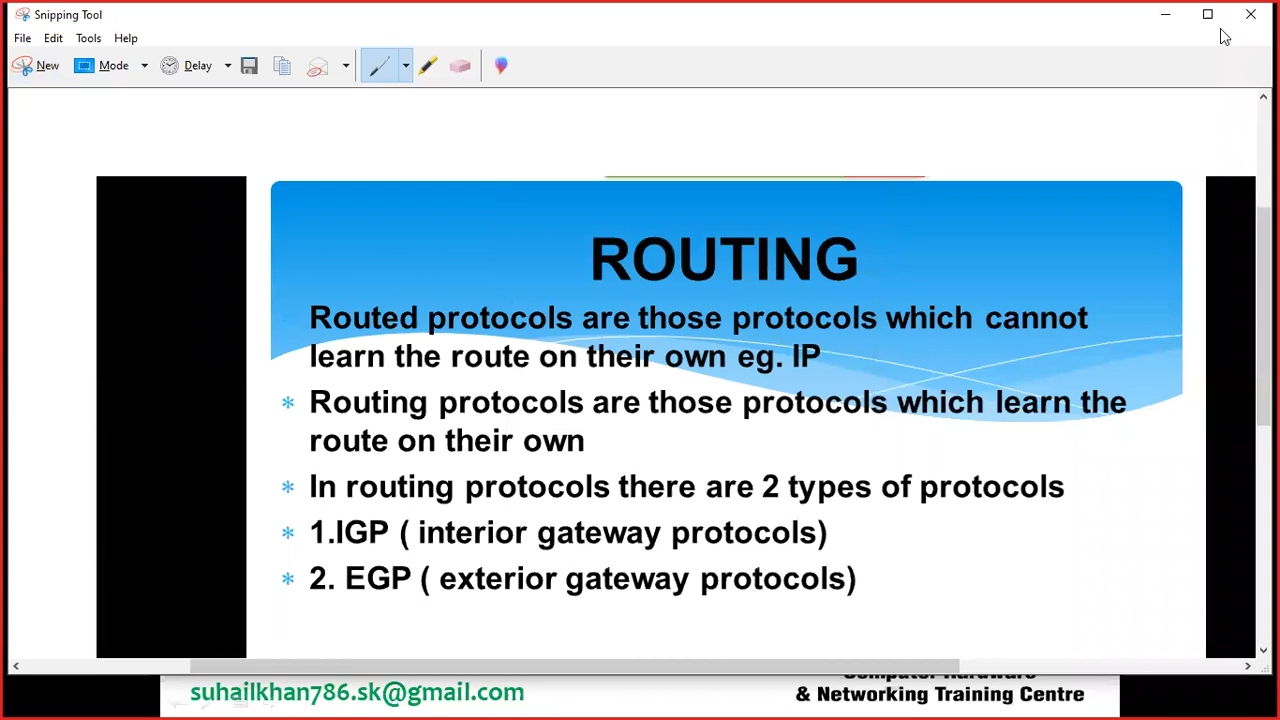 Snipping Tool
File Edit Tools Help
New Mode Delay
ROUTING
Routed protocols are those protocols which cannot
learn the route on their own eg. IP
* Routing protocols are those protocols which learn the
route on their own
* In routing protocols there are 2 types of protocols
* 1.IGP ( interior gateway protocols)
* 2. EGP ( exterior gateway protocols)
suhailkhan786.sk@gmail.com
Computer Hardware
& Networking Training Centre